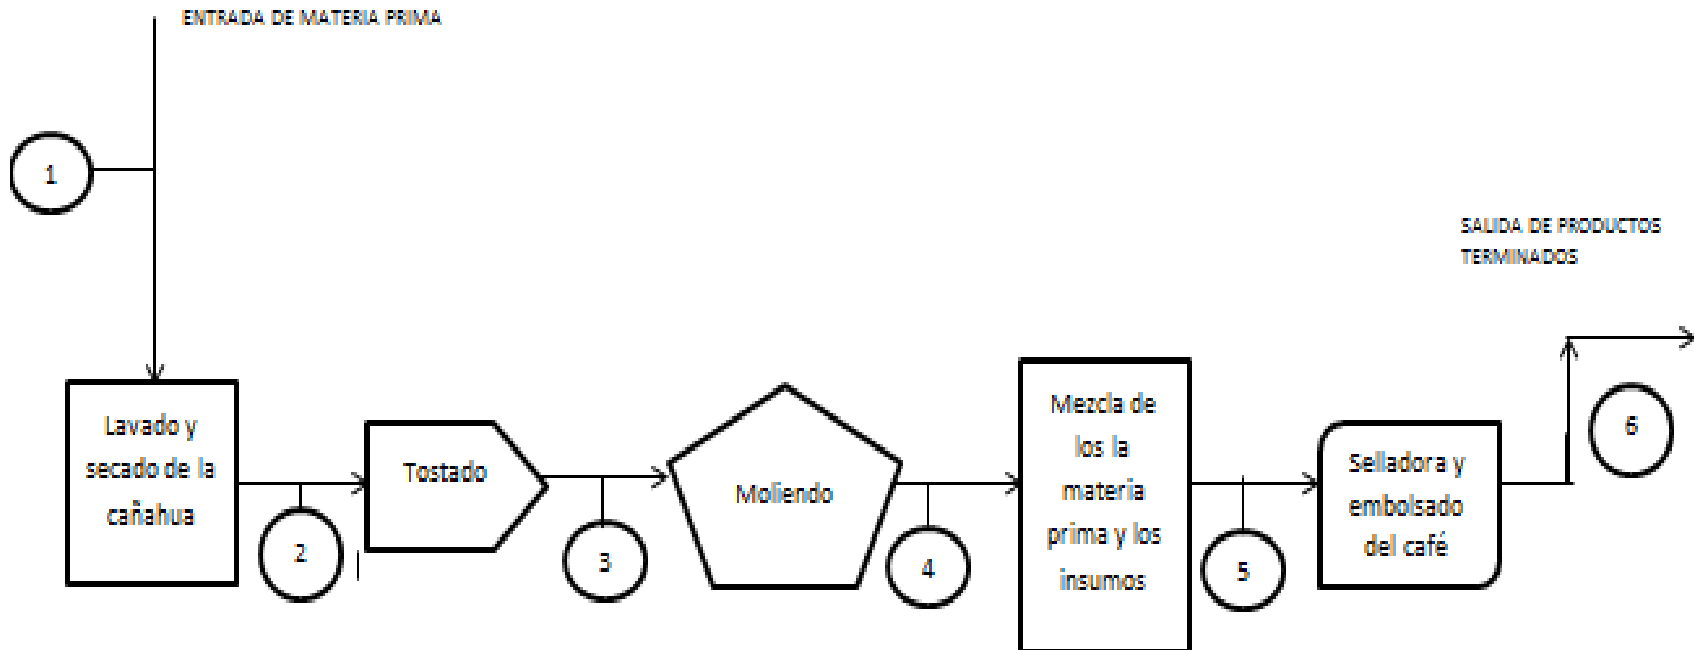 ENTRADA DE MATERIA PRIMA
1
SALIDA DE PRODUCTOS
TERMINADOS
Lavado y
secado de la
cañahua
2
Tostado
3
Moliendo
4
Mezcla de
los la
materia
prima y los
insumos
5
Selladora y
embolsado
del café
6